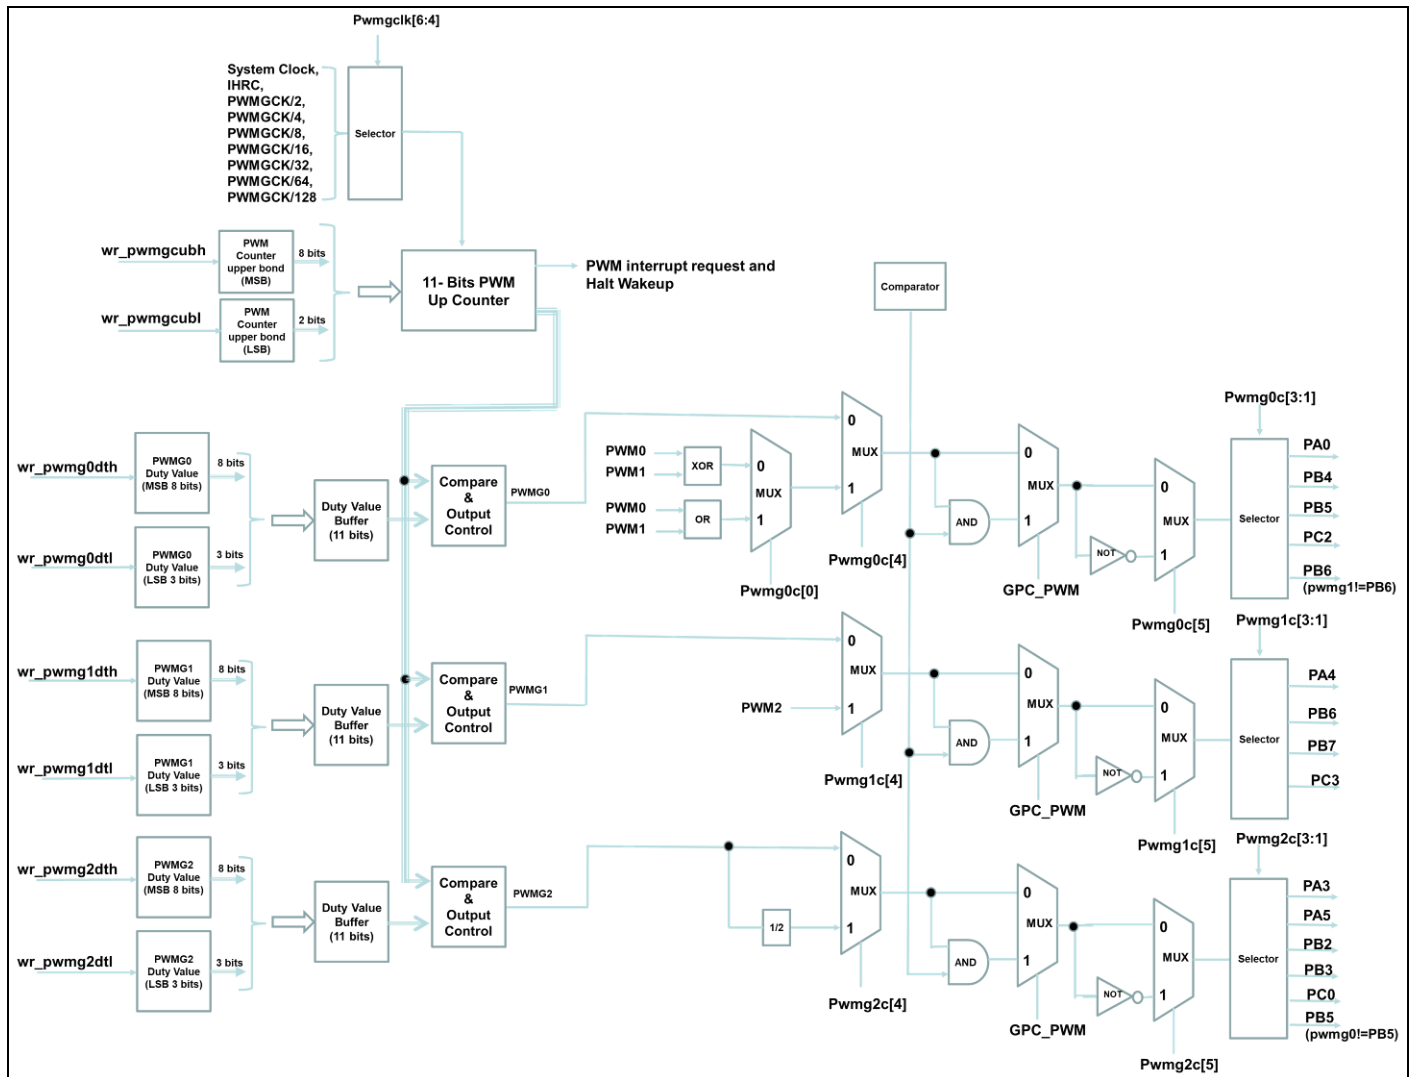 Pwmgclk[6:4]
System Clock,
IHRC,
PWMGCK/2,
PWMGCK/4,
PWMGCK/8,
PWMGCK/16,
PWMGCK/32,
PWMGCK/64,
PWMGCK/128
Selector
wr_pwmgcubh
PWM
Counter
upper bond
(MSB)
8 bits
wr_pwmgcubl
PWM
Counter
upper bond
(LSB)
2 bits
11- Bits PWM
Up Counter
PWM interrupt request and
Halt Wakeup
Comparator
wr_pwmg0dth
PWMG0
Duty Value
(MSB 8 bits)
8 bits
wr_pwmg0dtl
PWMG0
Duty Value
(LSB 3 bits)
3 bits
Duty Value
Buffer
(11 bits)
Compare
&
Output
Control
PWMG0
PWM0
PWM1
XOR
PWM0
PWM1
OR
0
MUX
1
Pwmg0c[0]
0
MUX
1
Pwmg0c[4]
AND
0
MUX
1
GPC_PWM
NOT
0
MUX
1
Pwmg0c[5]
Pwmg0c[3:1]
Selector
PA0
PB4
PB5
PC2
PB6
(pwmg1!=PB6)
wr_pwmg1dth
PWMG1
Duty Value
(MSB 8 bits)
8 bits
wr_pwmg1dtl
PWMG1
Duty Value
(LSB 3 bits)
3 bits
Duty Value
Buffer
(11 bits)
Compare
&
Output
Control
PWMG1
PWM2
0
MUX
1
Pwmg1c[4]
AND
0
MUX
1
GPC_PWM
NOT
0
MUX
1
Pwmg1c[5]
Pwmg1c[3:1]
Selector
PA4
PB6
PB7
PC3
wr_pwmg2dth
PWMG2
Duty Value
(MSB 8 bits)
8 bits
wr_pwmg2dtl
PWMG2
Duty Value
(LSB 3 bits)
3 bits
Duty Value
Buffer
(11 bits)
Compare
&
Output
Control
PWMG2
1/2
0
MUX
1
Pwmg2c[4]
AND
0
MUX
1
GPC_PWM
NOT
0
MUX
1
Pwmg2c[5]
Pwmg2c[3:1]
Selector
PA3
PA5
PB2
PB3
PC0
PB5
(pwmg0!=PB5)